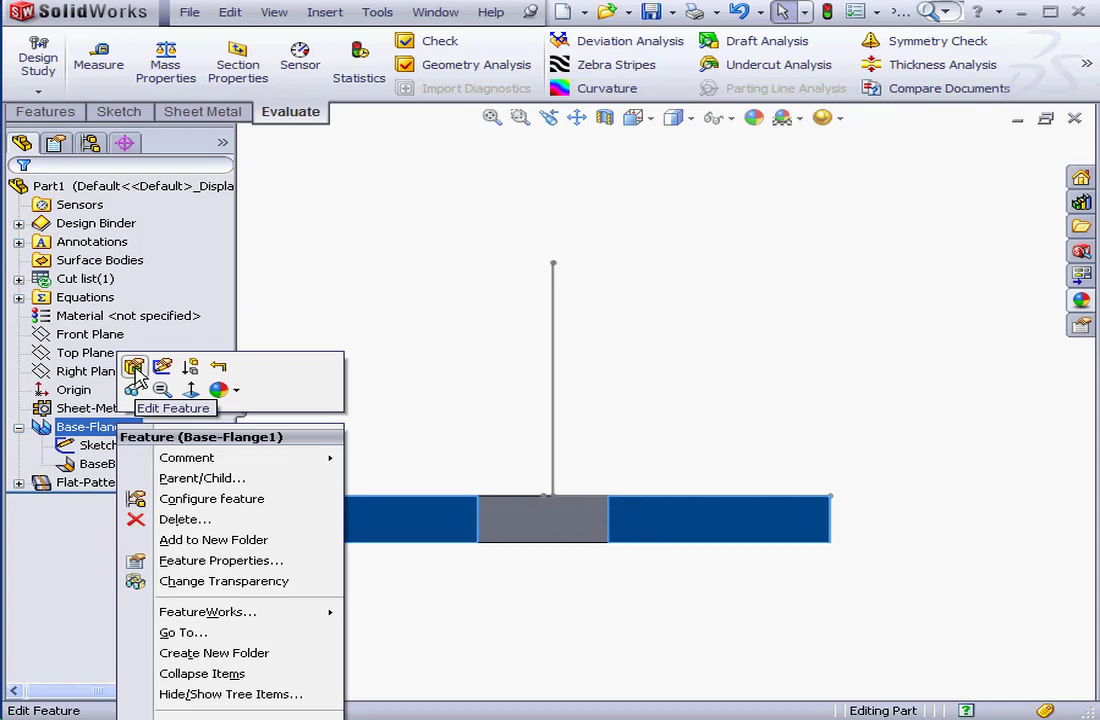 SolidWorks File Edit View Insert Tools Window Help
Design Study
Measure
Mass Properties
Section Properties
Sensor
Statistics
Check
Geometry Analysis
Import Diagnostics
Deviation Analysis
Zebra Stripes
Curvature
Draft Analysis
Undercut Analysis
Parting Line Analysis
Symmetry Check
Thickness Analysis
Compare Documents
Features Sketch Sheet Metal Evaluate
Part1 (Default<<Default>_Displa
Sensors
Design Binder
Annotations
Surface Bodies
Cut list(1)
Equations
Material <not specified>
Front Plane
Top Plane
Right Plan
Origin
Sheet-Met
Base-Flan
Sketch
BaseB
Flat-Patte
Edit Feature
Feature (Base-Flange1)
Comment
Parent/Child...
Configure feature
Delete...
Add to New Folder
Feature Properties...
Change Transparency
FeatureWorks...
Go To...
Create New Folder
Collapse Items
Hide/Show Tree Items...
Edit Feature
Editing Part